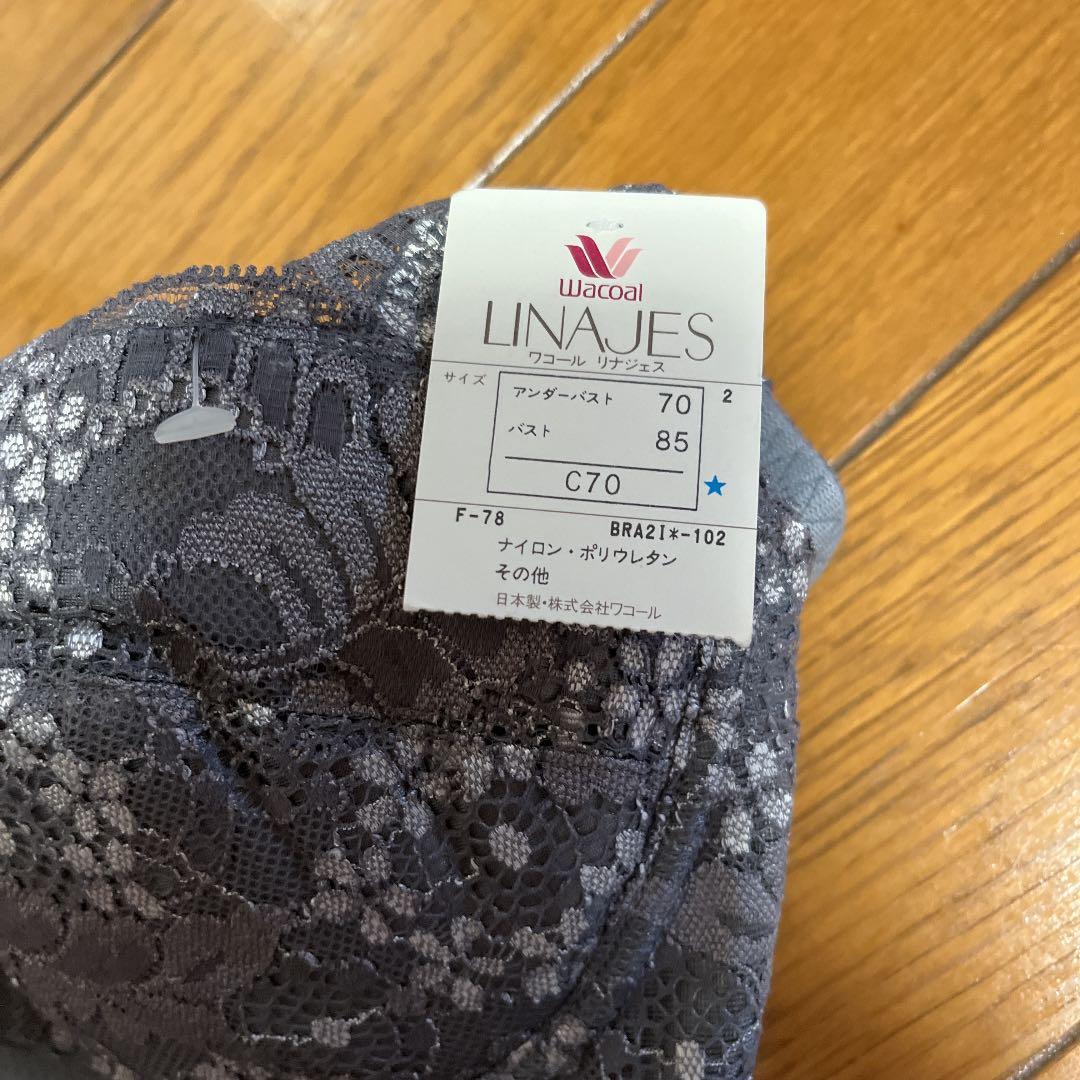 Wacoal
LINAJES
ワコール リナジェス
サイズ
2
アンダーバスト 70
バスト 85
C70
★
F-78 BRA2I*-102
ナイロン・ポリウレタン
その他
日本製・株式会社ワコール